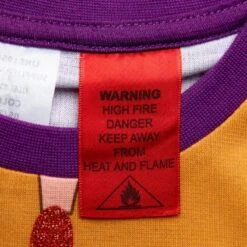 WARNING
HIGH FIRE
DANGER
KEEP AWAY
FROM
HEAT AND FLAME